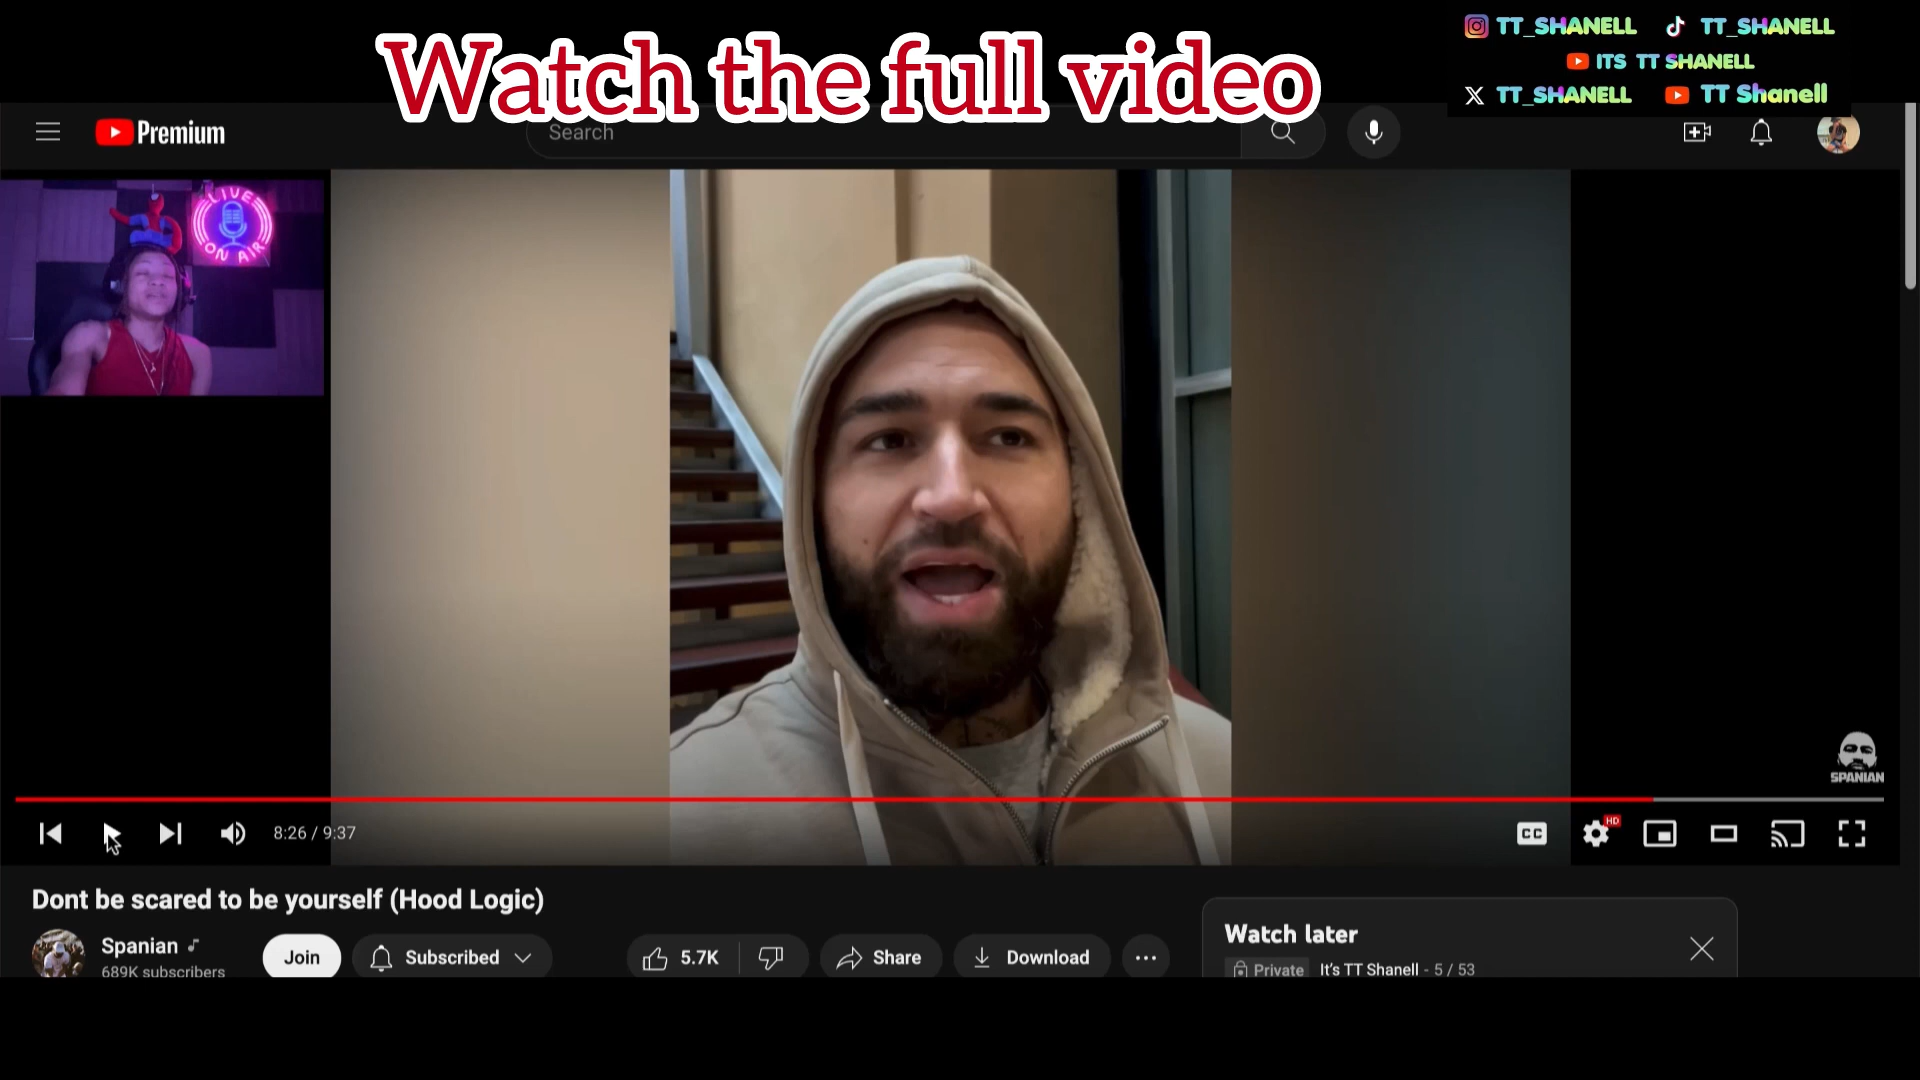 Watch the full video
TT_SHANELL TT_SHANELL
ITS TT SHANELL
TT_SHANELL TT Shanell
Premium
Search
LIVE
ON AIR
SPANIAN
8:26 / 9:37
CC
HD
Dont be scared to be yourself (Hood Logic)
Spanian
689K subscribers
Join
Subscribed
5.7K
Share
Download
Watch later
Private It's TT Shanell - 5 / 53